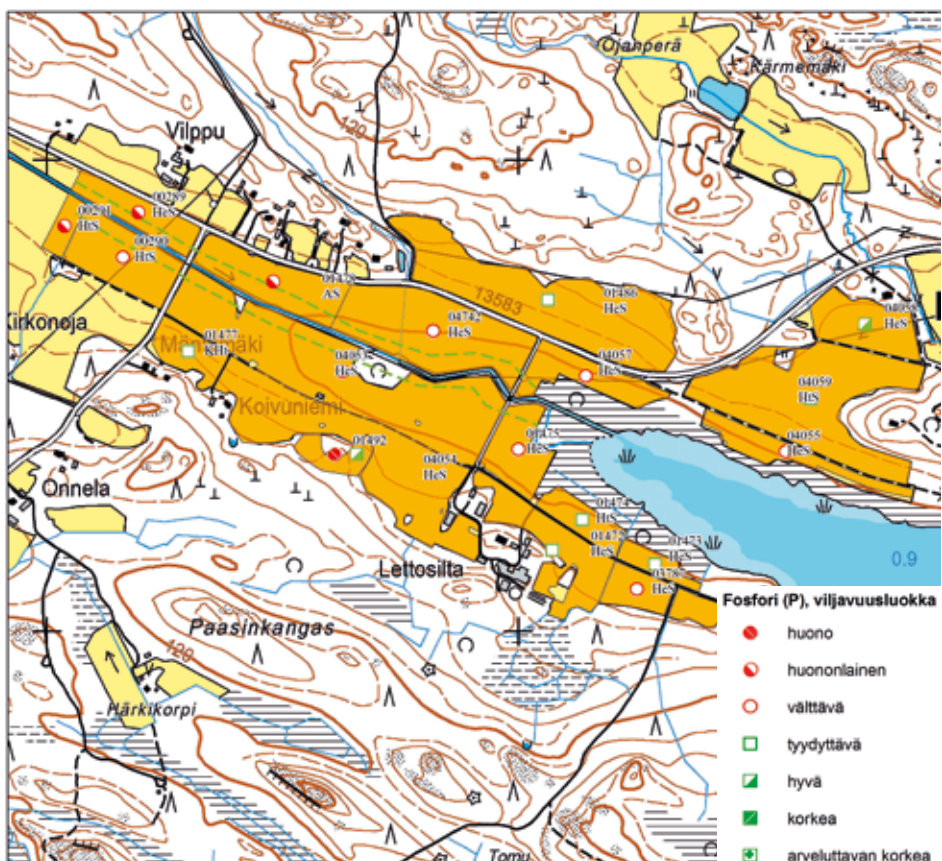 Ojanperä
Kärmemäki
120
Vilppu
00289
HeS
00291
HtS
00290
HtS
01478
AS
13583
01486
HeS
04058
HeS
Kirkonoja
04742
HeS
01477
KHt
04053
HeS
04057
HeS
04059
HtS
Koivuniemi
01492
01475
HeS
04055
HeS
04054
HeS
Onnela
01474
HtS
01472
HeS
01473
HeS
Lettosilta
0.9
Paasinkangas
120
Härkikorpi
Tomu
Fosfori (P), viljavuusluokka
huono
huononlainen
välttävä
tyydyttävä
hyvä
korkea
arveluttavan korkea